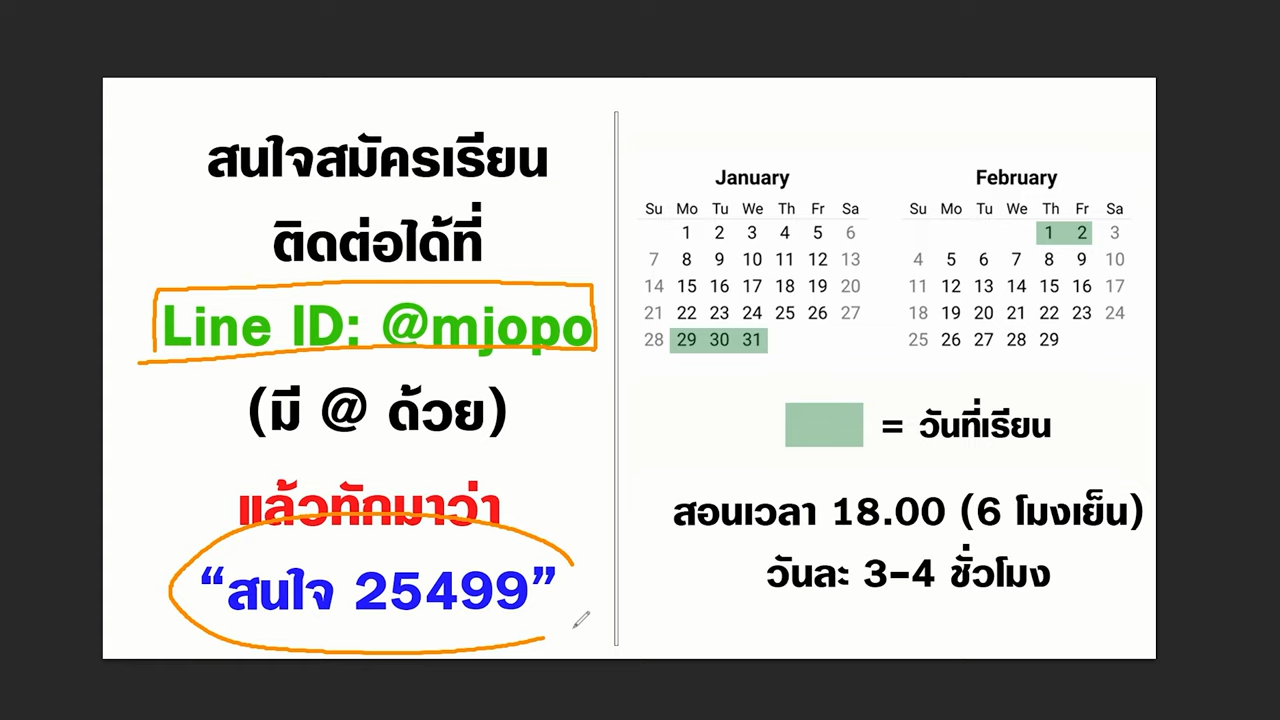 สนใจสมัครเรียน
ติดต่อได้ที่
Line ID: @mjopo
(มี @ ด้วย)
แล้วทักมาว่า
“สนใจ 25499”
January
Su Mo Tu We Th Fr Sa
1 2 3 4 5 6
7 8 9 10 11 12 13
14 15 16 17 18 19 20
21 22 23 24 25 26 27
28 29 30 31
February
Su Mo Tu We Th Fr Sa
1 2 3
4 5 6 7 8 9 10
11 12 13 14 15 16 17
18 19 20 21 22 23 24
25 26 27 28 29
= วันที่เรียน
สอนเวลา 18.00 (6 โมงเย็น)
วันละ 3-4 ชั่วโมง